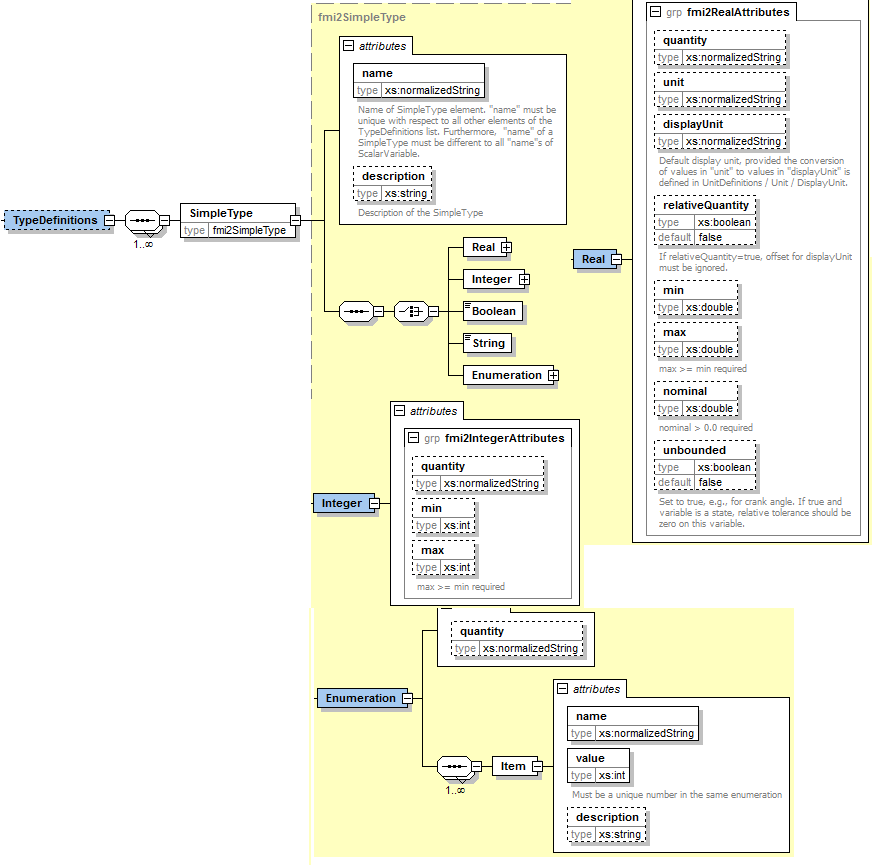 fmi2SimpleType
attributes
name
type xs:normalizedString
Name of SimpleType element. "name" must be
unique with respect to all other elements of the
TypeDefinitions list. Furthermore, "name" of a
SimpleType must be different to all "name"s of
ScalarVariable.
description
type xs:string
Description of the SimpleType
TypeDefinitions
1..∞
SimpleType
type fmi2SimpleType
Real
Integer
Boolean
String
Enumeration
Real
grp fmi2RealAttributes
quantity
type xs:normalizedString
unit
type xs:normalizedString
displayUnit
type xs:normalizedString
Default display unit, provided the conversion
of values in "unit" to values in "displayUnit" is
defined in UnitDefinitions / Unit / DisplayUnit.
relativeQuantity
type xs:boolean
default false
If relativeQuantity=true, offset for displayUnit
must be ignored.
min
type xs:double
max
type xs:double
max >= min required
nominal
type xs:double
nominal > 0.0 required
unbounded
type xs:boolean
default false
Set to true, e.g., for crank angle. If true and
variable is a state, relative tolerance should be
zero on this variable.
Integer
attributes
grp fmi2IntegerAttributes
quantity
type xs:normalizedString
min
type xs:int
max
type xs:int
max >= min required
Enumeration
quantity
type xs:normalizedString
1..∞
Item
attributes
name
type xs:normalizedString
value
type xs:int
Must be a unique number in the same enumeration
description
type xs:string